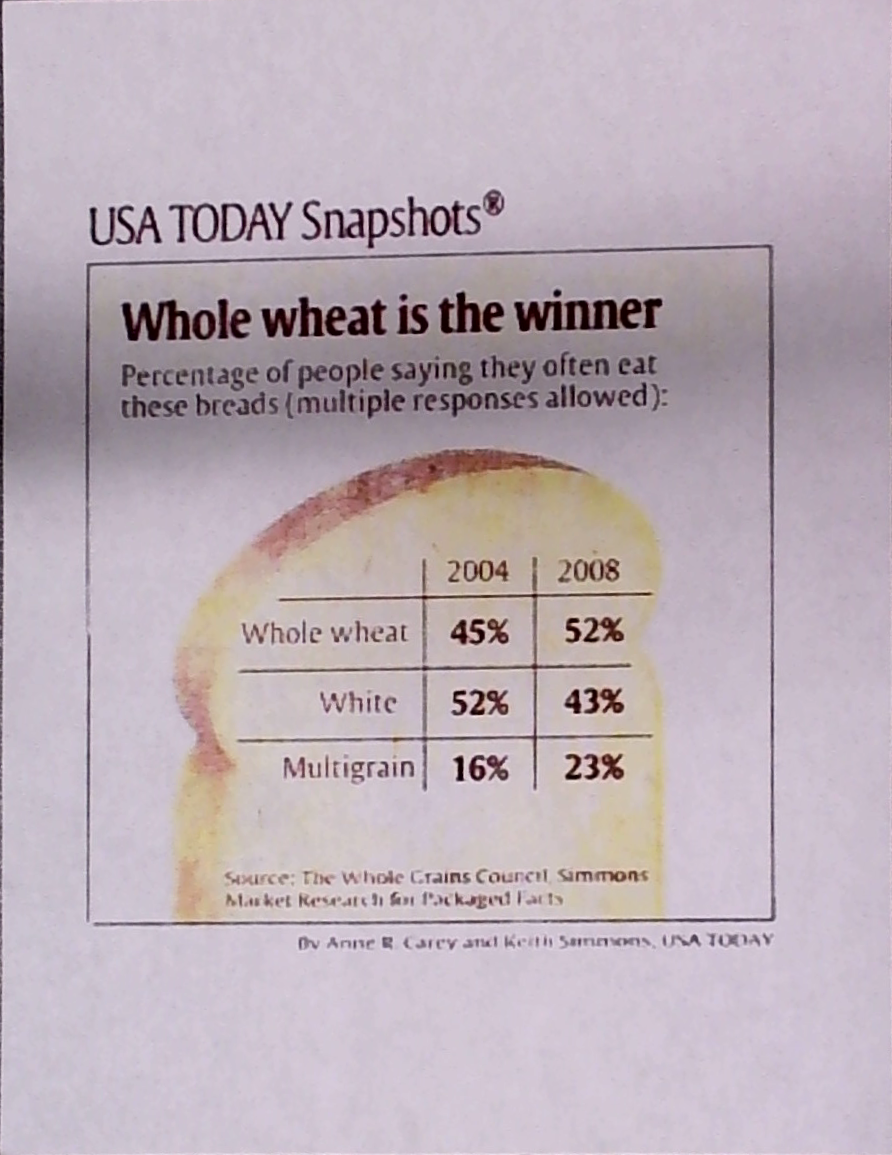 USA TODAY Snapshots®
Whole wheat is the winner
Percentage of people saying they often eat
these breads (multiple responses allowed):
2004 2008
Whole wheat 45% 52%
White 52% 43%
Multigrain 16% 23%
Source: The Whole Grains Council, Simmons
Market Research for Packaged Facts
By Anne R. Carey and Keith Simmons, USA TODAY